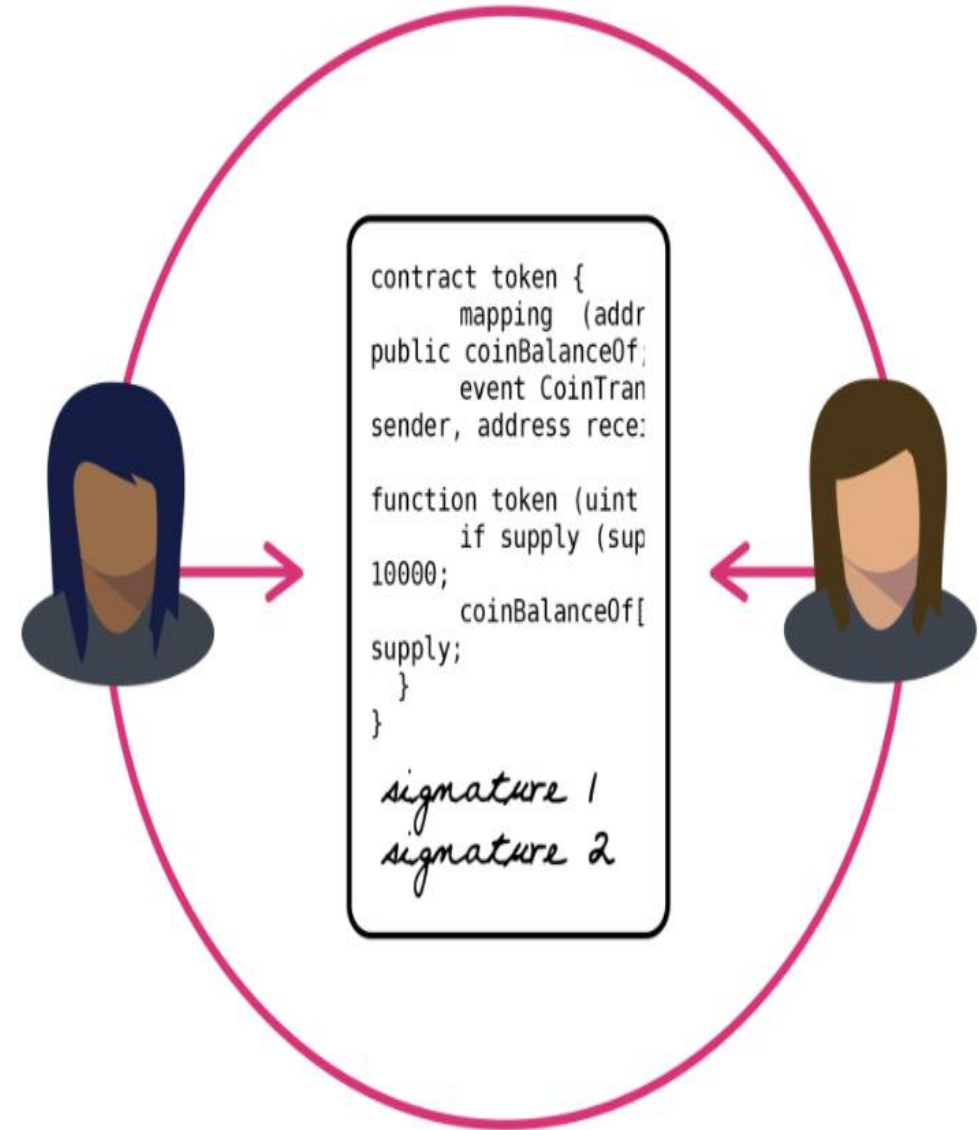 contract token {
mapping (addr
public coinBalanceOf;
event CoinTran
sender, address recei
function token (uint
if supply (sup
10000;
coinBalanceOf[
supply;
}
}
signature 1
signature 2